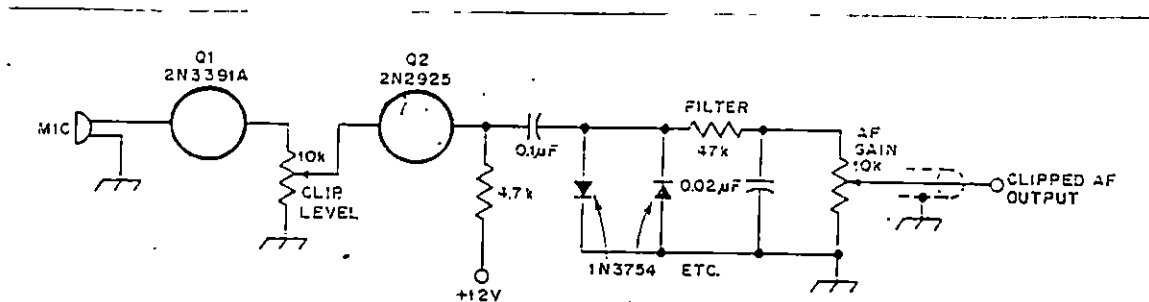 Q1
2N3391A
Q2
2N2925
MIC
10k
CLIP
LEVEL
4.7k
+12V
0.1µF
FILTER
47k
0.02µF
AF
GAIN
10k
CLIPPED AF
OUTPUT
1N3754 ETC.